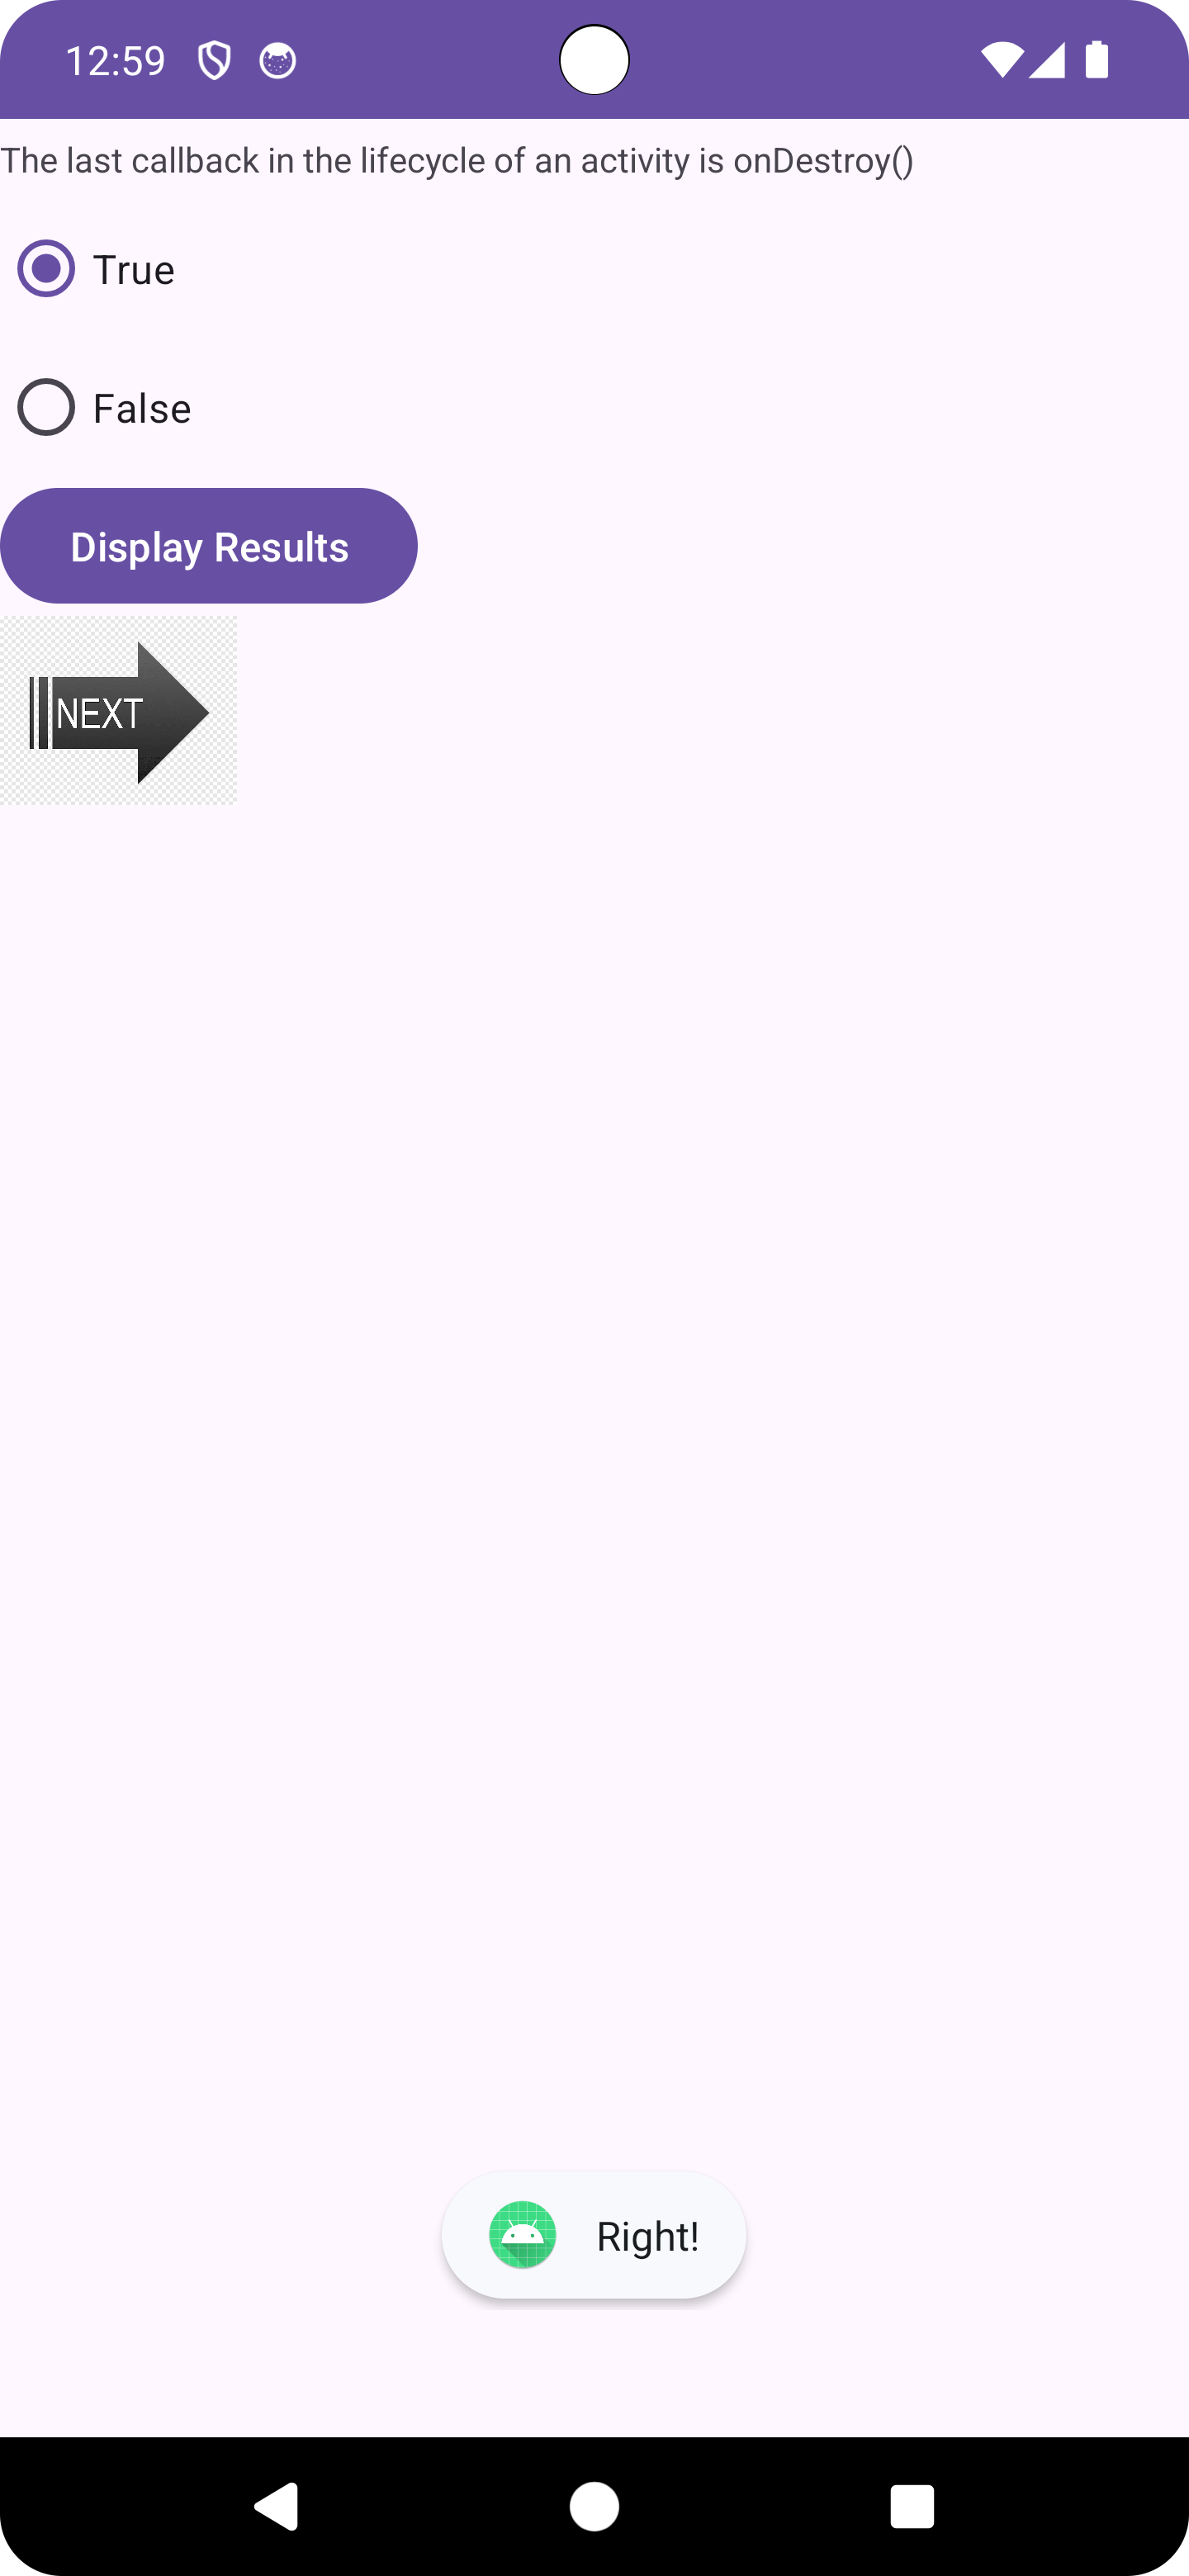 12:59
The last callback in the lifecycle of an activity is onDestroy()
True
False
Display Results
NEXT
Right!